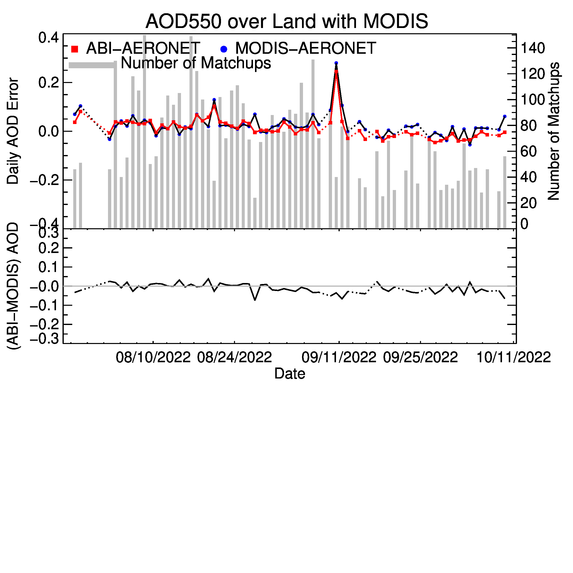 AOD550 over Land with MODIS
ABI−AERONET
MODIS−AERONET
Number of Matchups
Daily AOD Error
0.4
0.2
0.0
−0.2
−0.4
Number of Matchups
140
120
100
80
60
40
20
0
(ABI−MODIS) AOD
0.3
0.2
0.1
−0.0
−0.1
−0.2
−0.3
08/10/2022 08/24/2022 09/11/2022 09/25/2022 10/11/2022
Date